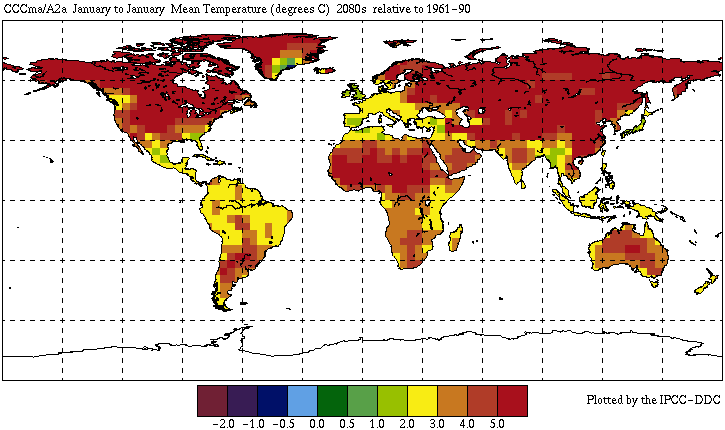 CCCma/A2a January to January Mean Temperature (degrees C) 2080s relative to 1961-90
Plotted by the IPCC-DDC
-2.0 -1.0 -0.5 0.0 0.5 1.0 2.0 3.0 4.0 5.0